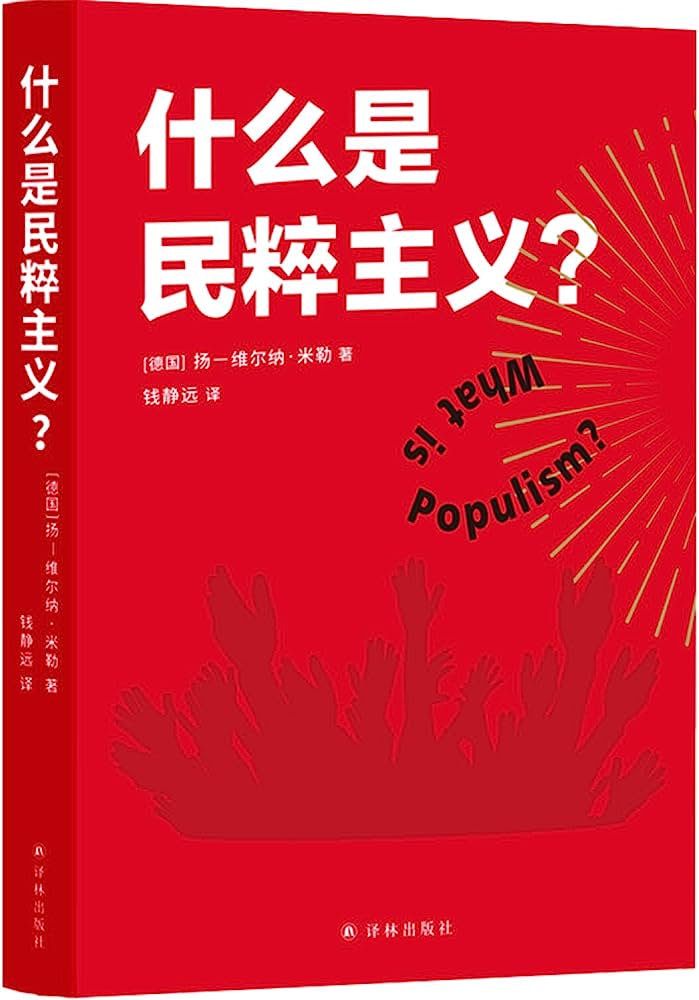 什么是民粹主义？
[德国] 扬—维尔纳·米勒 著
钱静远 译
译林出版社
什么是
民粹主义？
[德国] 扬—维尔纳·米勒 著
钱静远 译
What is
Populism?
译林出版社